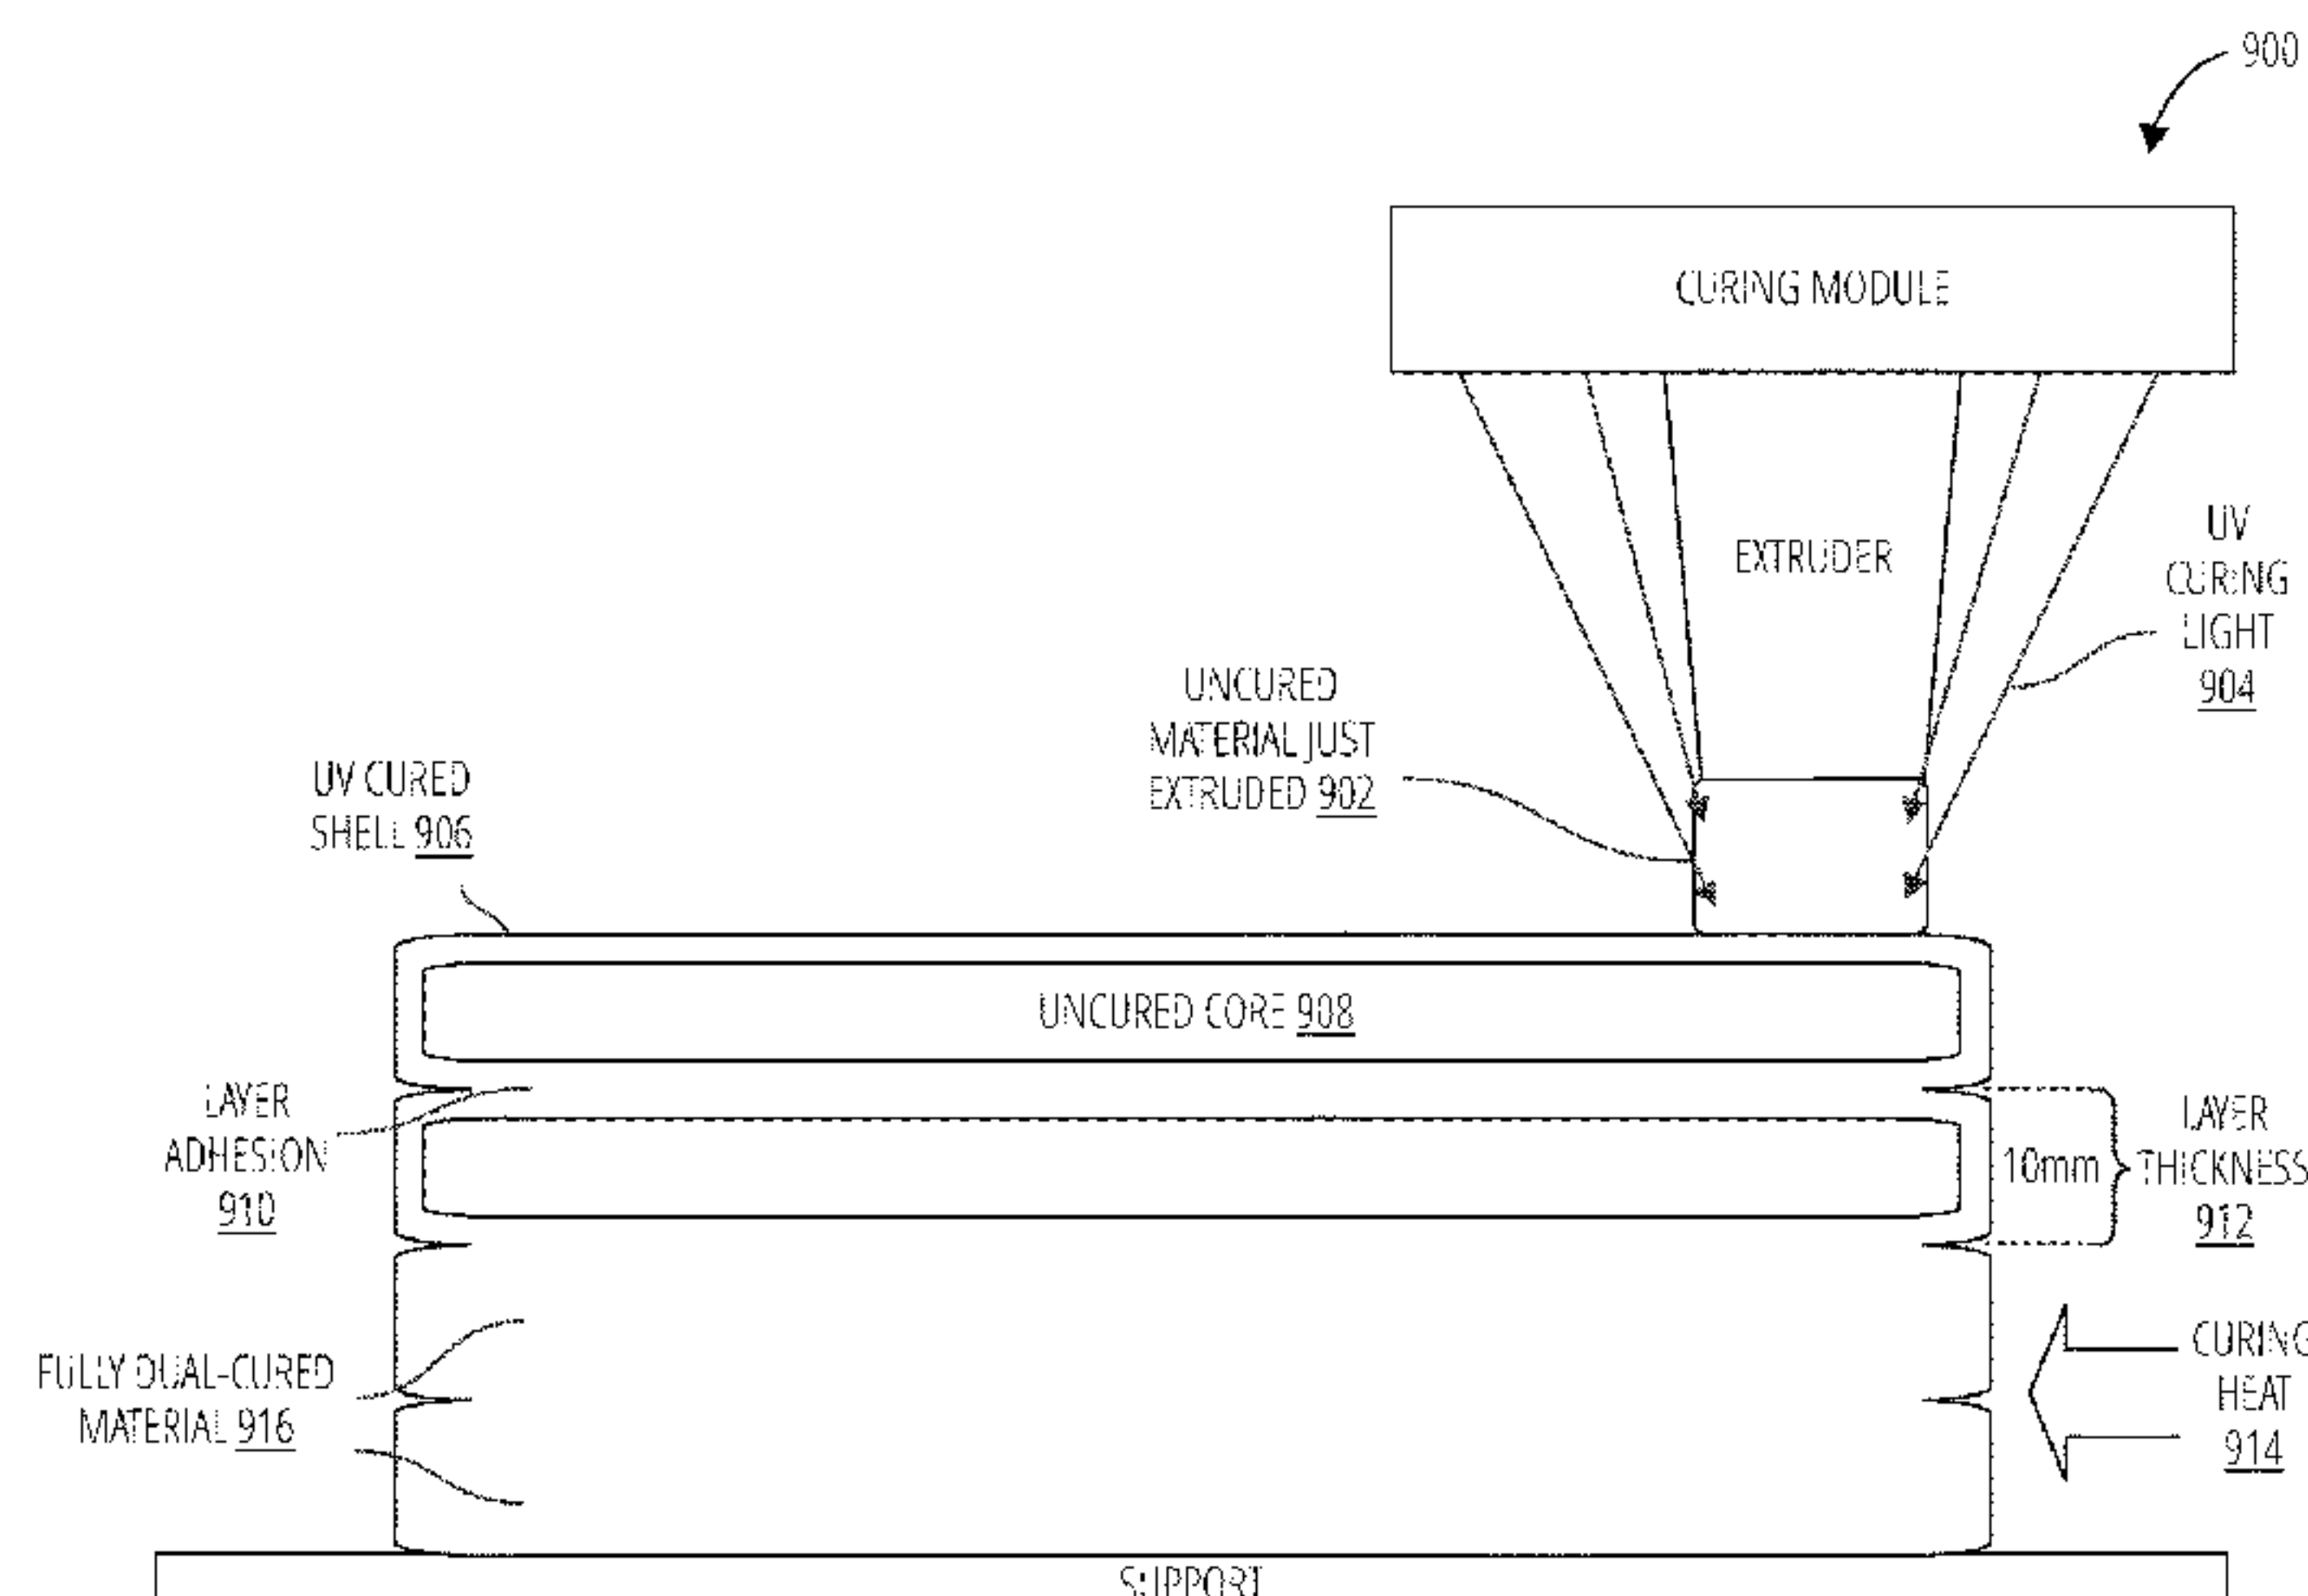 900
CURING MODULE
EXTRUDER
UV
CURING
LIGHT
904
UNCURED
MATERIAL JUST
EXTRUDED 902
UV CURED
SHELL 906
UNCURED CORE 908
LAYER
ADHESION
910
10mm
LAYER
THICKNESS
912
FULLY DUAL-CURED
MATERIAL 916
CURING
HEAT
914
SUPPORT